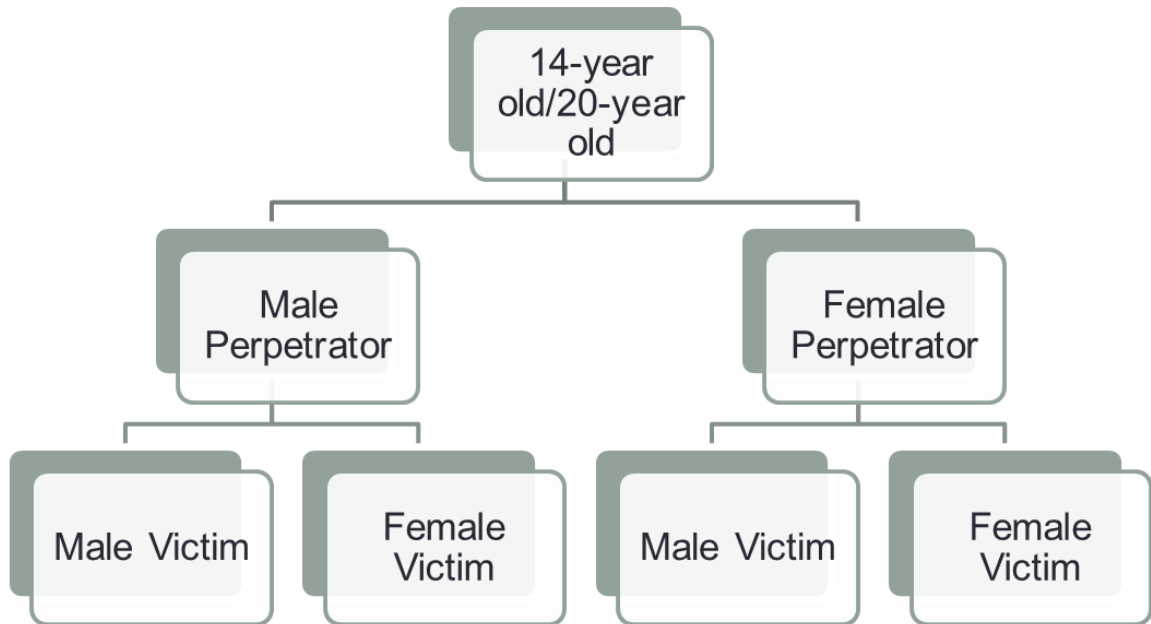 14-year
old/20-year
old
Male
Perpetrator
Female
Perpetrator
Male Victim
Female
Victim
Male Victim
Female
Victim